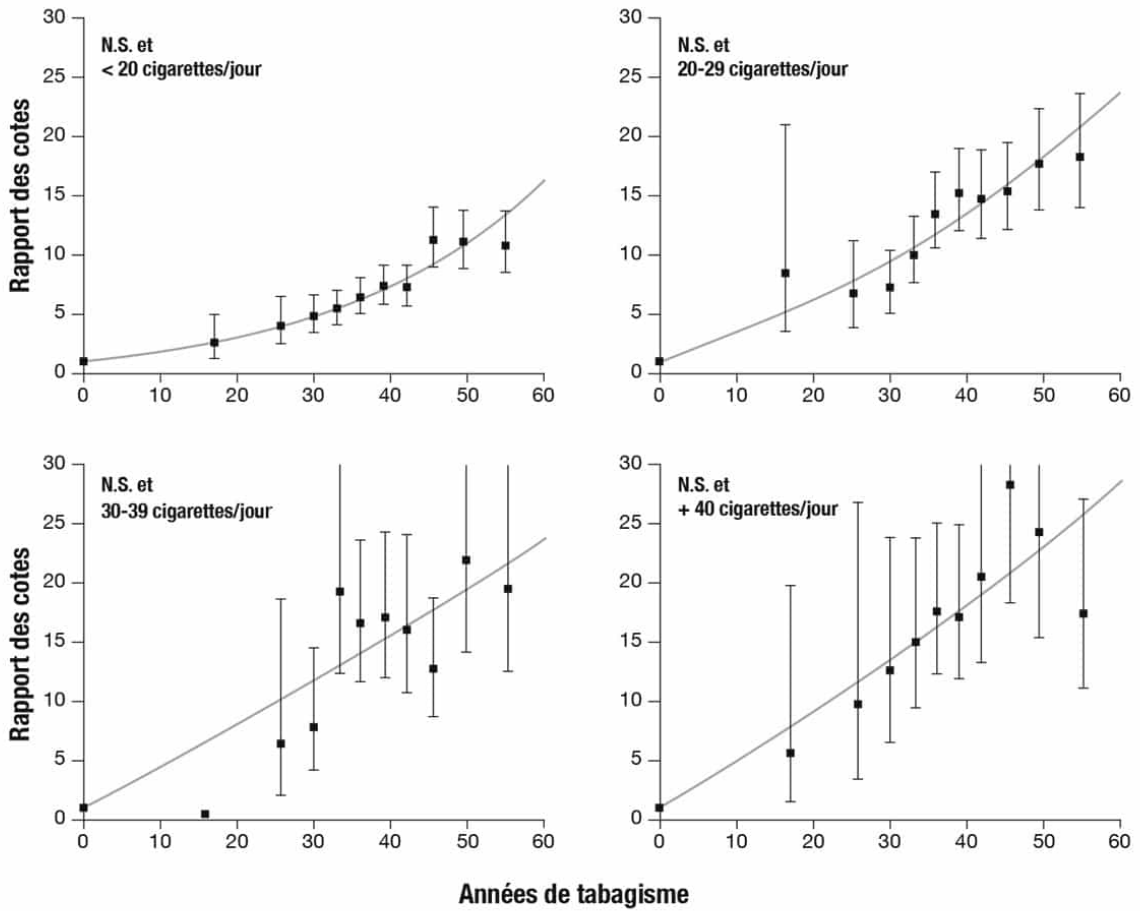 30
25
20
15
10
5
0
Rapport des cotes
N.S. et
< 20 cigarettes/jour
0 10 20 30 40 50 60
30
25
20
15
10
5
0
N.S. et
20-29 cigarettes/jour
0 10 20 30 40 50 60
30
25
20
15
10
5
0
Rapport des cotes
N.S. et
30-39 cigarettes/jour
0 10 20 30 40 50 60
30
25
20
15
10
5
0
N.S. et
+ 40 cigarettes/jour
0 10 20 30 40 50 60
Années de tabagisme